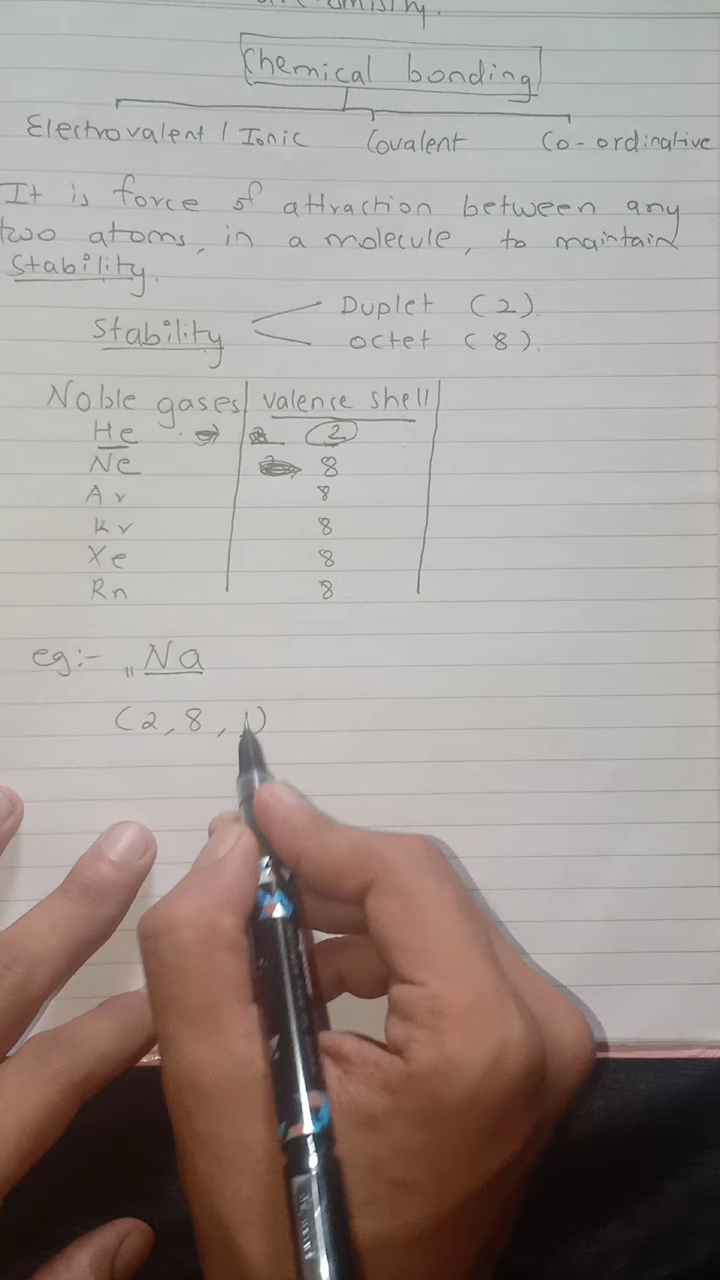 Chemical bonding
Electrovalent / Ionic Covalent Co-ordinative
It is force of attraction between any
two atoms, in a molecule, to maintain
stability.
Stability Duplet (2).
octet (8).
Noble gases valence shell
He 2
Ne 8
Ar 8
Kr 8
Xe 8
Rn 8
eg:- 11Na
(2, 8, 1)